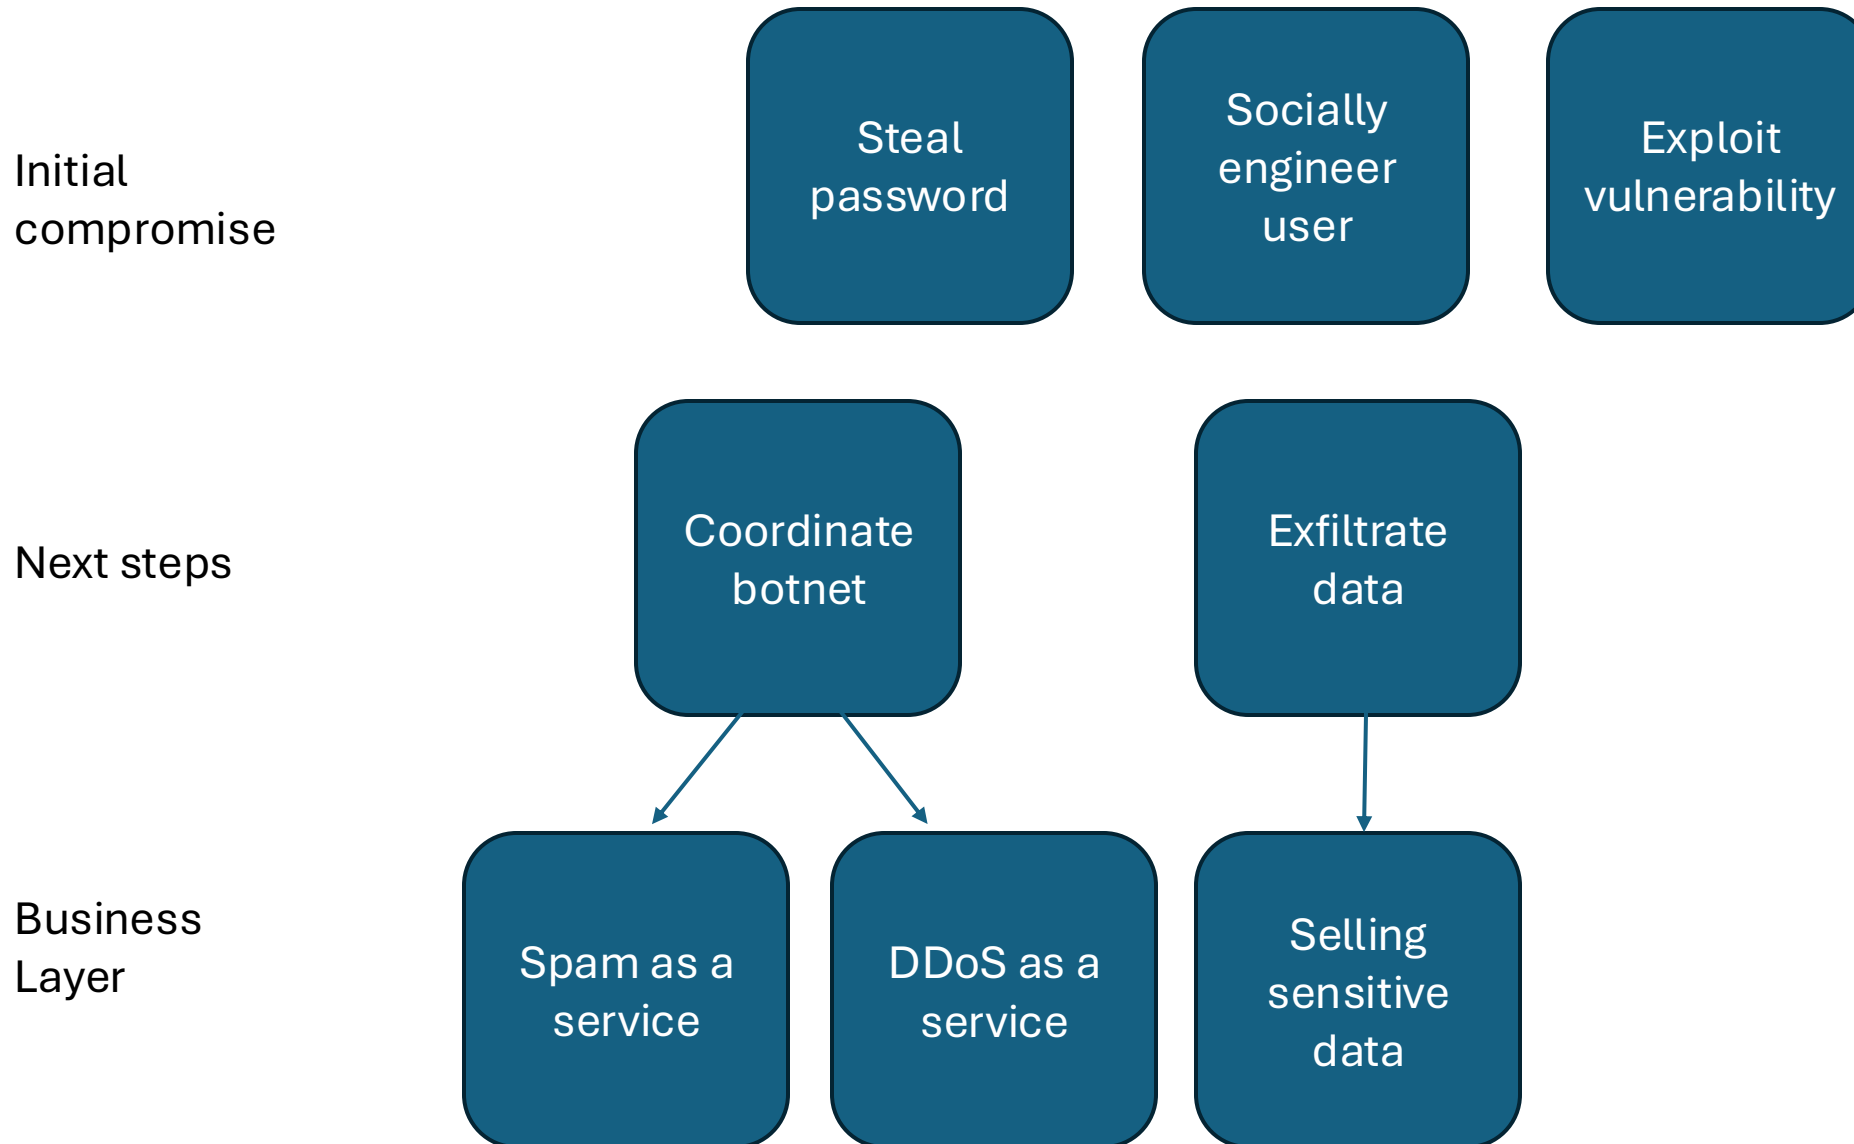 Initial
compromise
Steal
password
Socially
engineer
user
Exploit
vulnerability
Next steps
Coordinate
botnet
Exfiltrate
data
Business
Layer
Spam as a
service
DDoS as a
service
Selling
sensitive
data